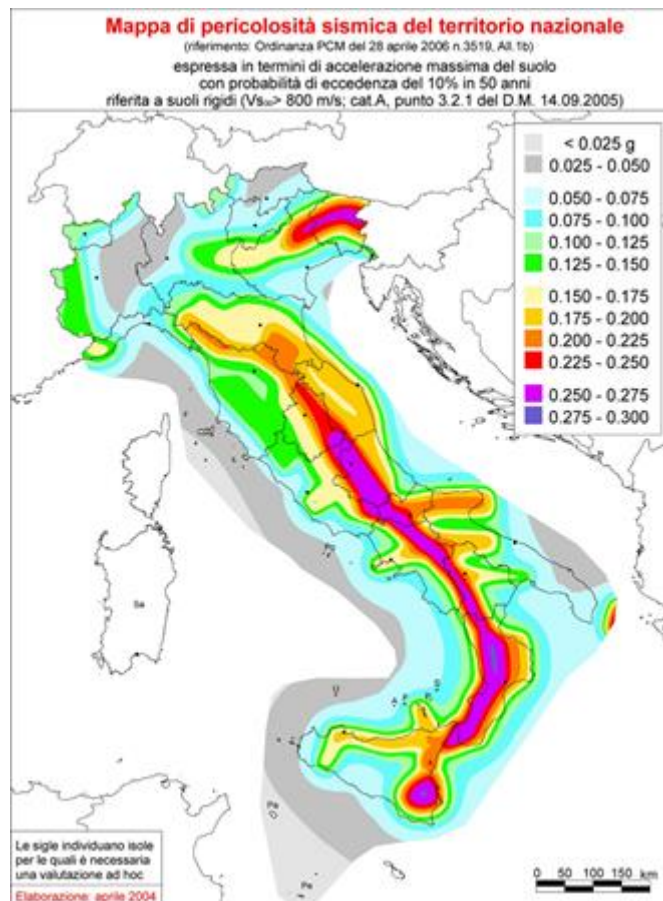 Mappa di pericolosità sismica del territorio nazionale
(riferimento: Ordinanza PCM del 28 aprile 2006 n.3519, All.1b)
espressa in termini di accelerazione massima del suolo
con probabilità di eccedenza del 10% in 50 anni
riferita a suoli rigidi (Vs₃₀> 800 m/s; cat.A, punto 3.2.1 del D.M. 14.09.2005)
< 0.025 g
0.025 - 0.050
0.050 - 0.075
0.075 - 0.100
0.100 - 0.125
0.125 - 0.150
0.150 - 0.175
0.175 - 0.200
0.200 - 0.225
0.225 - 0.250
0.250 - 0.275
0.275 - 0.300
Sa
U
Pa
Pe
Le sigle individuano isole
per le quali è necessaria
una valutazione ad hoc
Elaborazione: aprile 2004
0 50 100 150 km